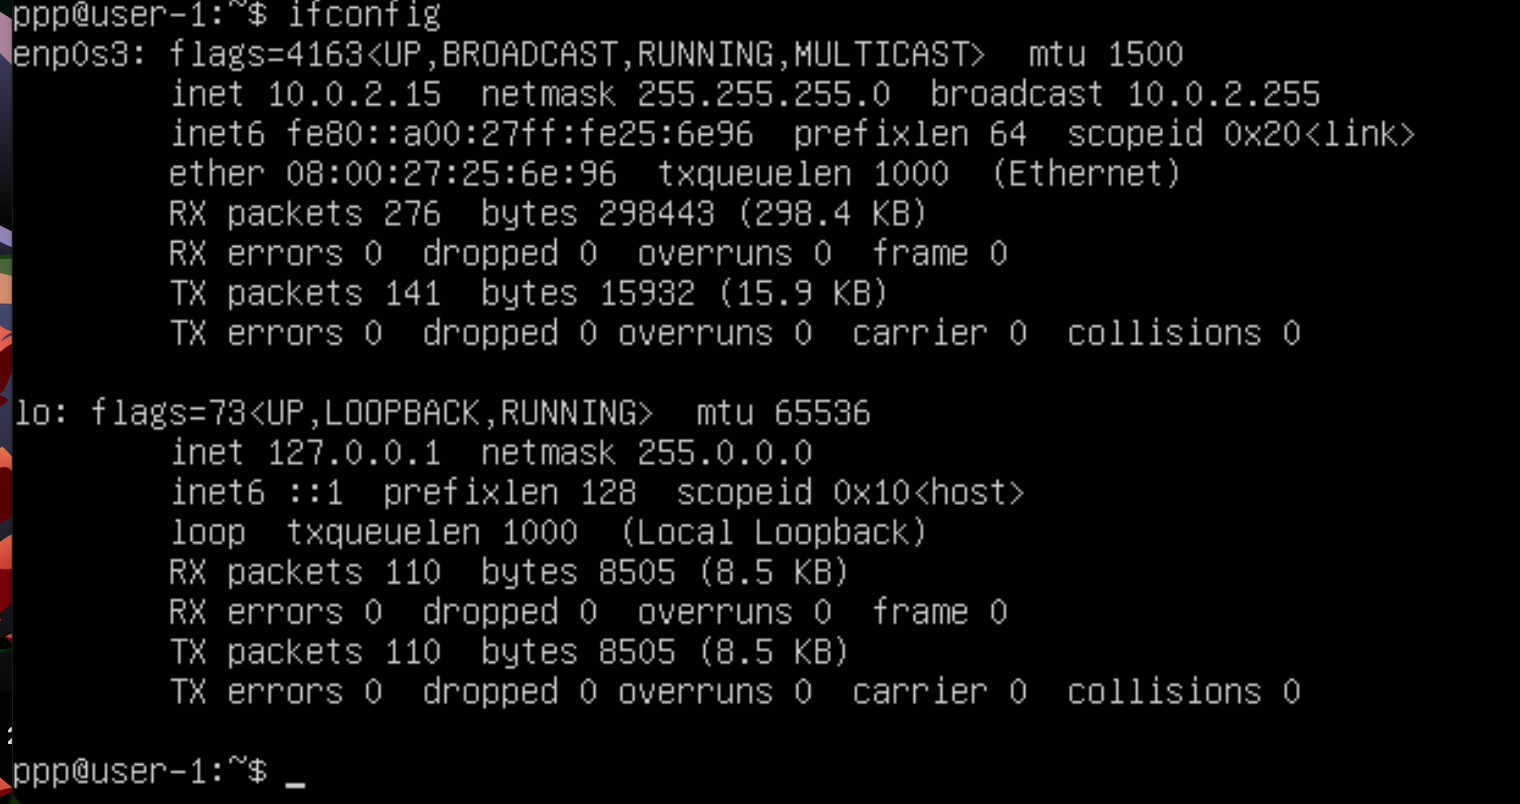 ppp@user-1:~$ ifconfig
enp0s3: flags=4163<UP,BROADCAST,RUNNING,MULTICAST>  mtu 1500
        inet 10.0.2.15  netmask 255.255.255.0  broadcast 10.0.2.255
        inet6 fe80::a00:27ff:fe25:6e96  prefixlen 64  scopeid 0x20<link>
        ether 08:00:27:25:6e:96  txqueuelen 1000  (Ethernet)
        RX packets 276  bytes 298443 (298.4 KB)
        RX errors 0  dropped 0  overruns 0  frame 0
        TX packets 141  bytes 15932 (15.9 KB)
        TX errors 0  dropped 0 overruns 0  carrier 0  collisions 0

lo: flags=73<UP,LOOPBACK,RUNNING>  mtu 65536
        inet 127.0.0.1  netmask 255.0.0.0
        inet6 ::1  prefixlen 128  scopeid 0x10<host>
        loop  txqueuelen 1000  (Local Loopback)
        RX packets 110  bytes 8505 (8.5 KB)
        RX errors 0  dropped 0  overruns 0  frame 0
        TX packets 110  bytes 8505 (8.5 KB)
        TX errors 0  dropped 0 overruns 0  carrier 0  collisions 0

ppp@user-1:~$ _